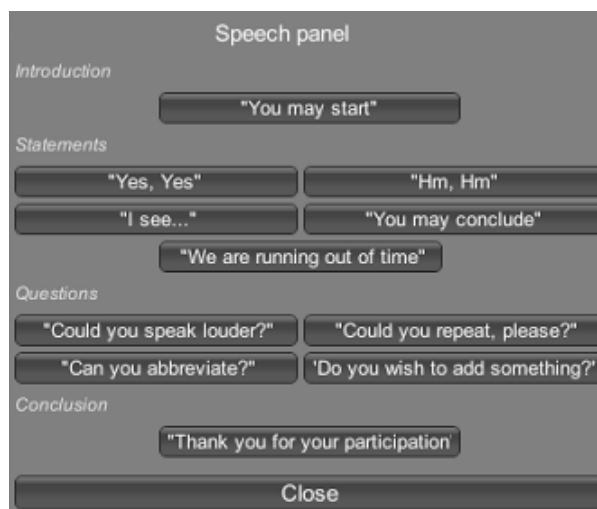 Speech panel
Introduction
"You may start"
Statements
"Yes, Yes" "Hm, Hm"
"I see..." "You may conclude"
"We are running out of time"
Questions
"Could you speak louder?" "Could you repeat, please?"
"Can you abbreviate?" 'Do you wish to add something?'
Conclusion
"Thank you for your participation'
Close